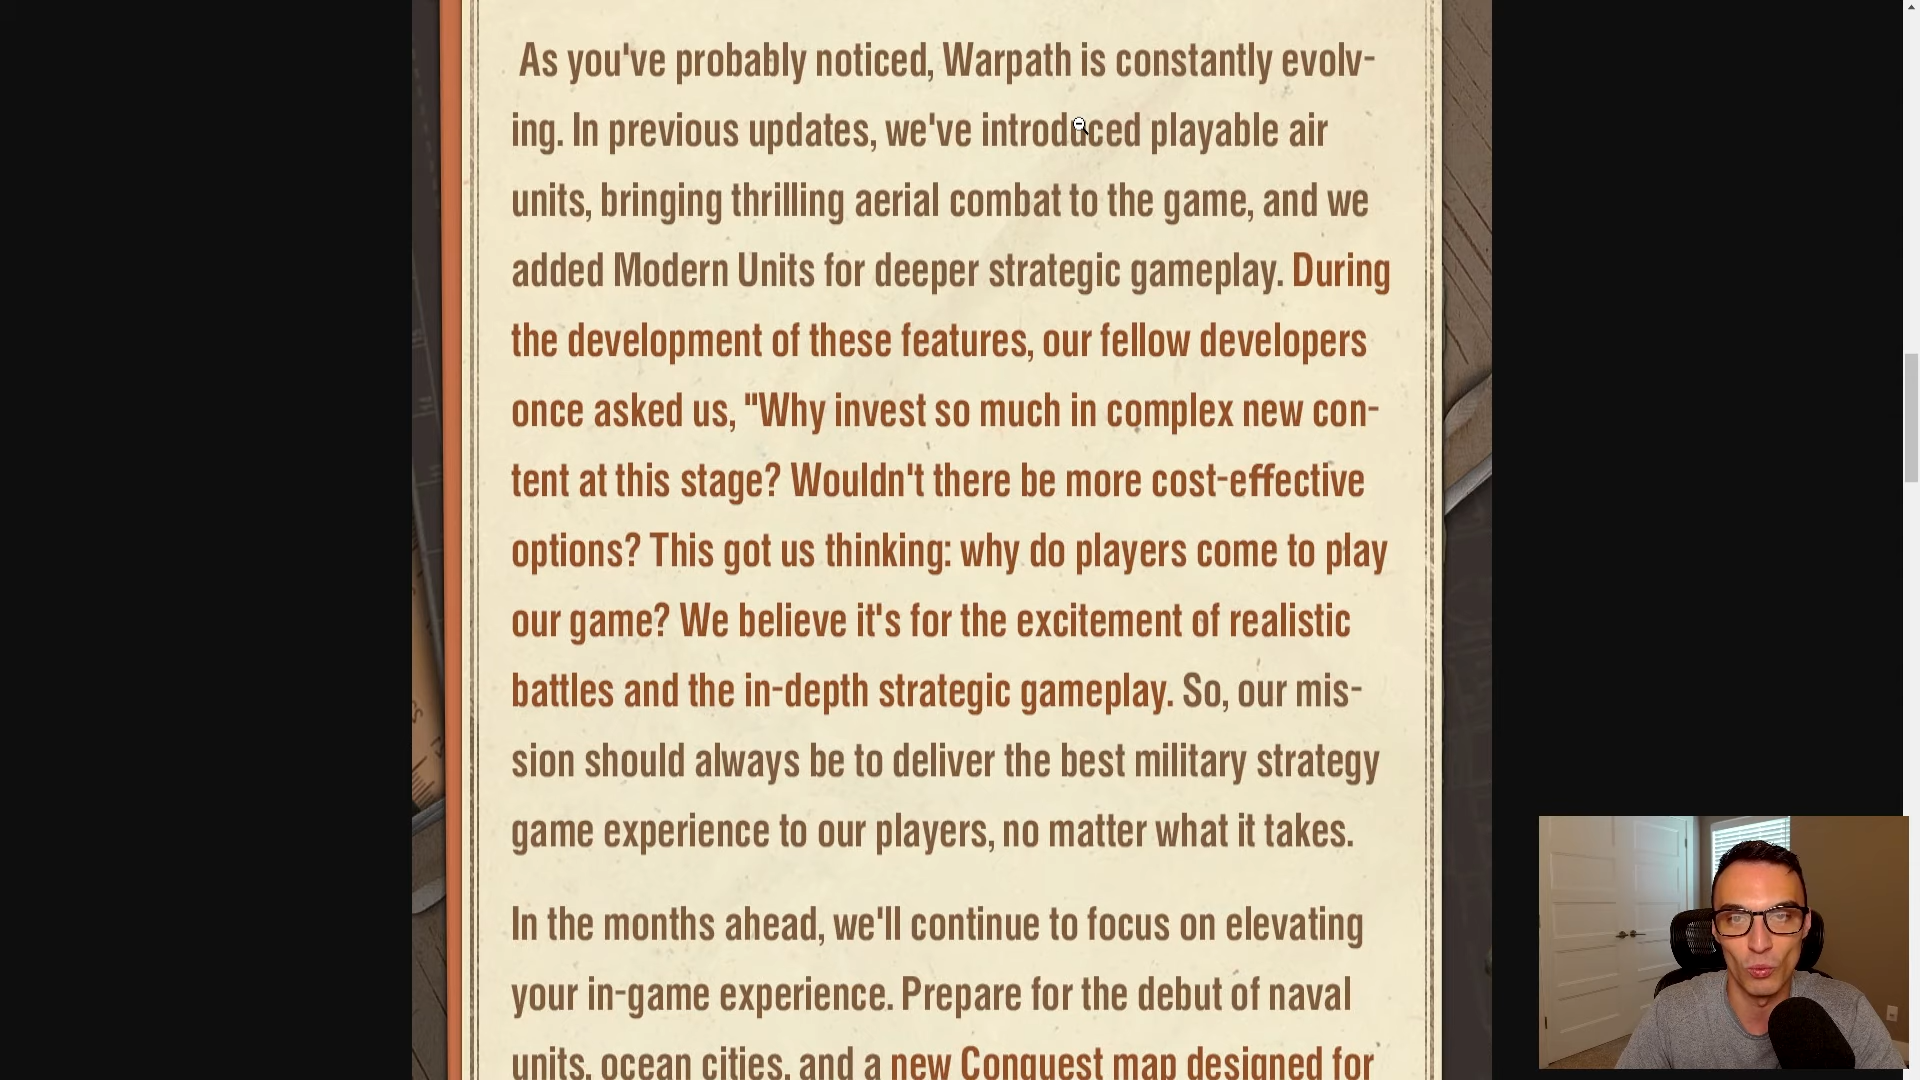 As you've probably noticed, Warpath is constantly evolv-
ing. In previous updates, we've introduced playable air
units, bringing thrilling aerial combat to the game, and we
added Modern Units for deeper strategic gameplay. During
the development of these features, our fellow developers
once asked us, "Why invest so much in complex new con-
tent at this stage? Wouldn't there be more cost-effective
options? This got us thinking: why do players come to play
our game? We believe it's for the excitement of realistic
battles and the in-depth strategic gameplay. So, our mis-
sion should always be to deliver the best military strategy
game experience to our players, no matter what it takes.
In the months ahead, we'll continue to focus on elevating
your in-game experience. Prepare for the debut of naval
units, ocean cities, and a new Conquest map designed for